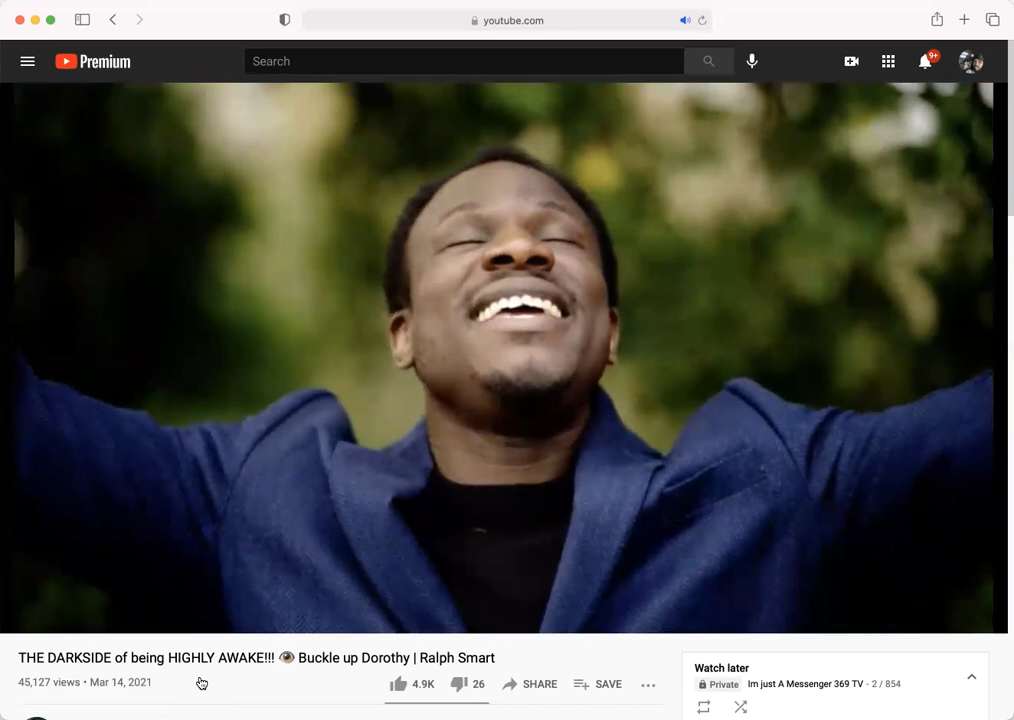 youtube.com
Premium
Search
9+
THE DARKSIDE of being HIGHLY AWAKE!!! 👁 Buckle up Dorothy | Ralph Smart
45,127 views • Mar 14, 2021
4.9K
26
SHARE
SAVE
Watch later
Private
Im just A Messenger 369 TV - 2 / 854